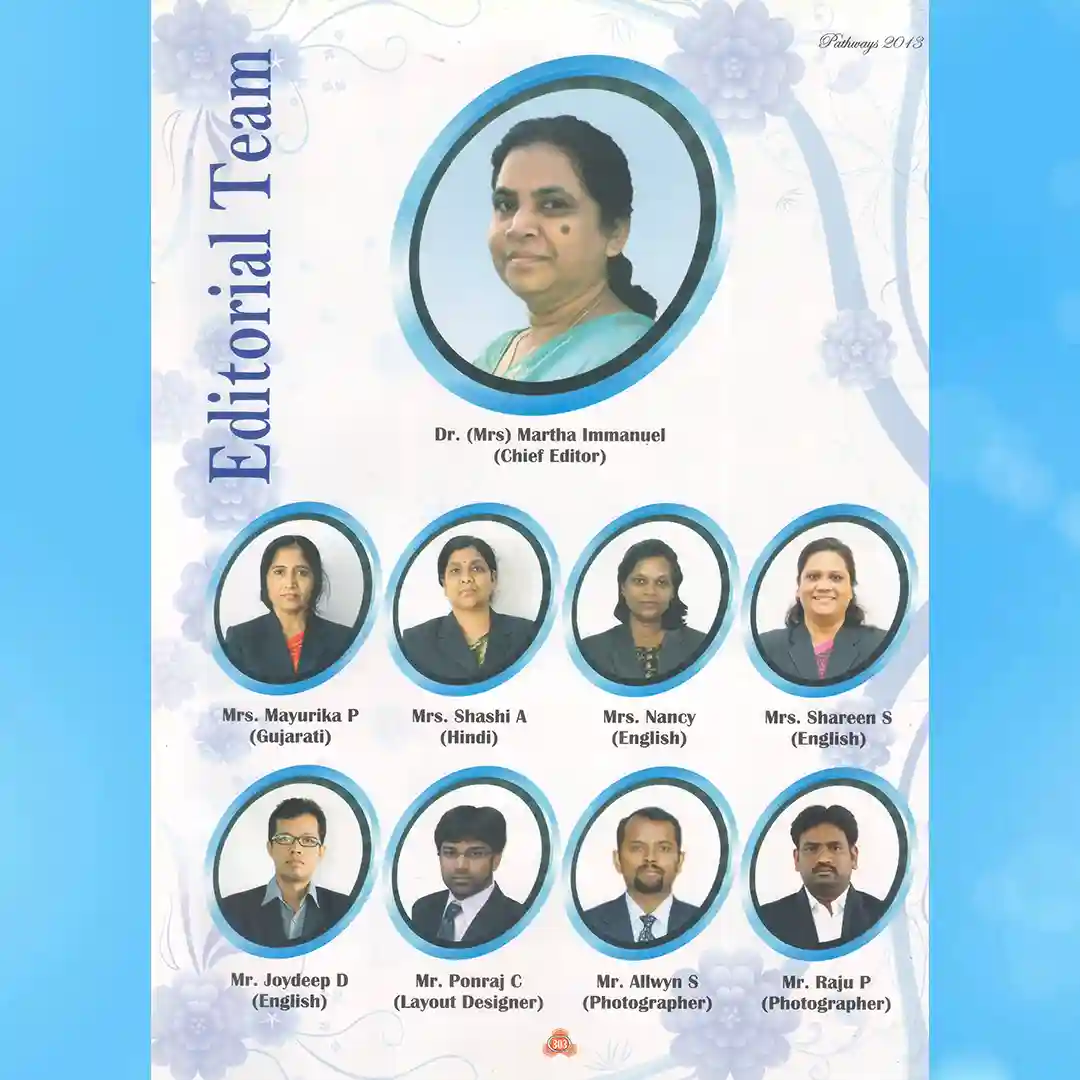 Pathways 2013
Editorial Team
Dr. (Mrs) Martha Immanuel
(Chief Editor)
Mrs. Mayurika P
(Gujarati)
Mrs. Shashi A
(Hindi)
Mrs. Nancy
(English)
Mrs. Shareen S
(English)
Mr. Joydeep D
(English)
Mr. Ponraj C
(Layout Designer)
Mr. Allwyn S
(Photographer)
Mr. Raju P
(Photographer)
303